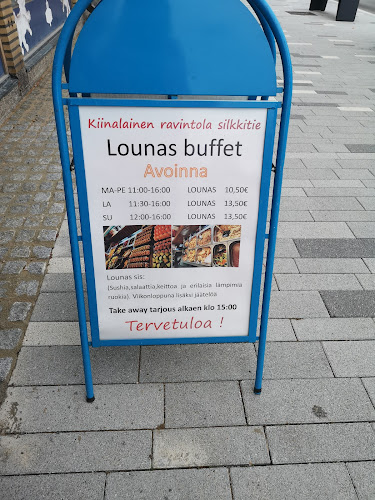 Kiinalainen ravintola silkkitie
Lounas buffet
Avoinna
MA-PE 11:00-16:00 LOUNAS 10,50€
LA 11:30-16:00 LOUNAS 13,50€
SU 12:00-16:00 LOUNAS 13,50€
Lounas sis:
(Sushia,salaattia,keittoa ja erilaisia lämpimiä
ruokia). Viikonloppuna lisäksi jäätelöä
Take away tarjous alkaen klo 15:00
Tervetuloa !